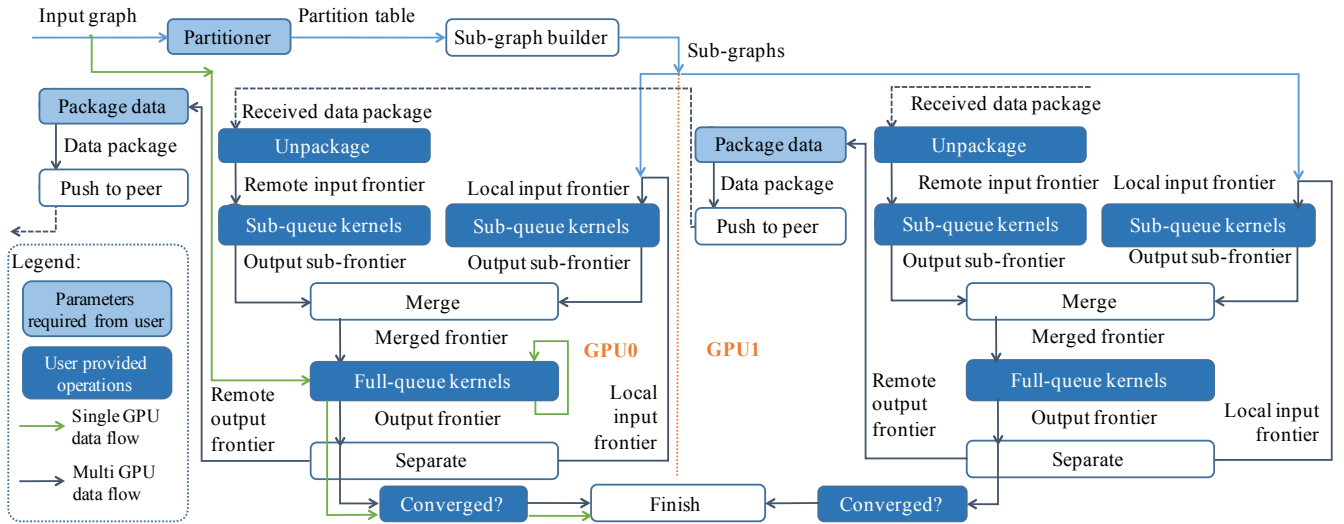 Input graph
Partitioner
Partition table
Sub-graph builder
Sub-graphs
Package data
Data package
Push to peer
Received data package
Unpackage
Remote input frontier
Local input frontier
Sub-queue kernels
Sub-queue kernels
Output sub-frontier
Output sub-frontier
Merge
Merged frontier
Full-queue kernels
Output frontier
Remote
output
frontier
Local
input
frontier
Separate
Converged?
Finish
GPU0
GPU1
Package data
Data package
Push to peer
Received data package
Unpackage
Remote input frontier
Local input frontier
Sub-queue kernels
Sub-queue kernels
Output sub-frontier
Output sub-frontier
Merge
Merged frontier
Full-queue kernels
Output frontier
Remote
output
frontier
Local input
frontier
Separate
Converged?
Legend:
Parameters
required from user
User provided
operations
Single GPU
data flow
Multi GPU
data flow